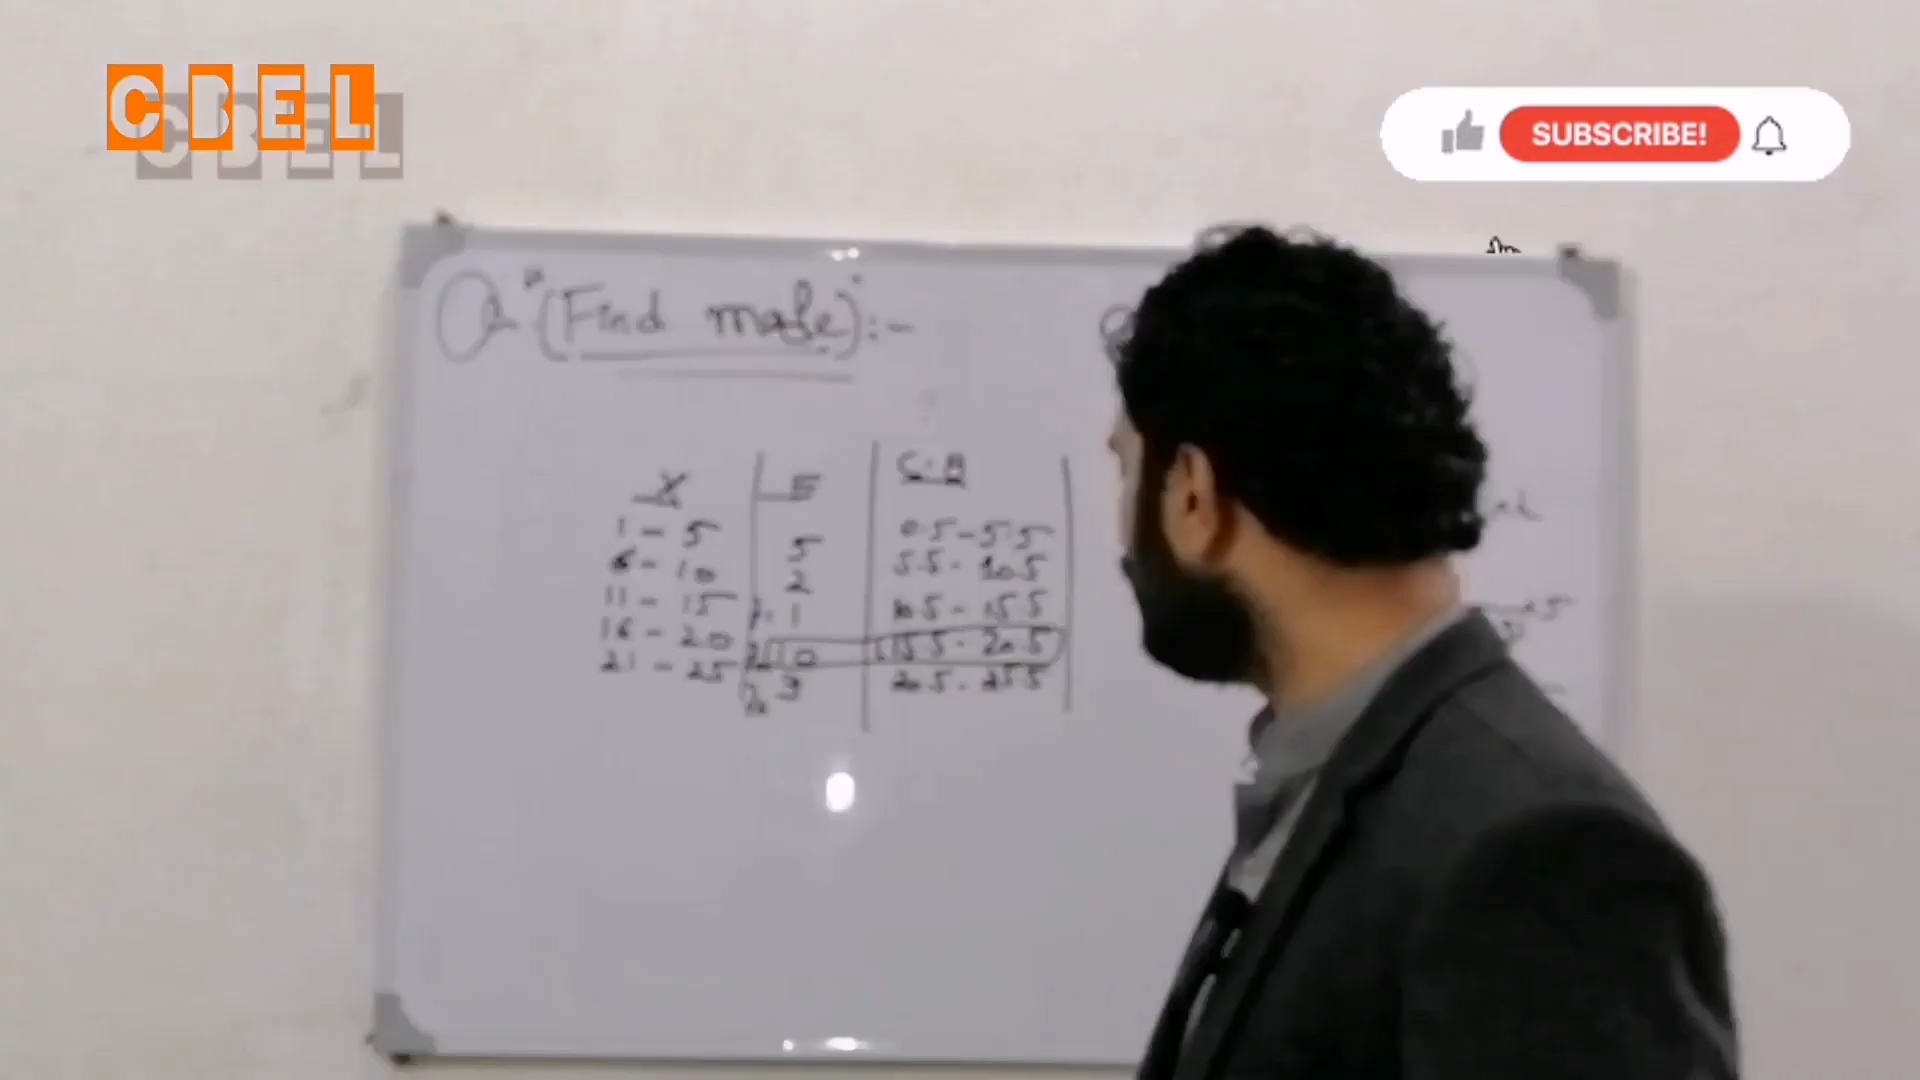 CBEL
SUBSCRIBE!
Q "(Find mode)":-
X F C.B
1 - 5 5 0.5 - 5.5
6 - 10 2 5.5 - 10.5
11 - 15 1 10.5 - 15.5
16 - 20 10 15.5 - 20.5
21 - 25 3 20.5 - 25.5